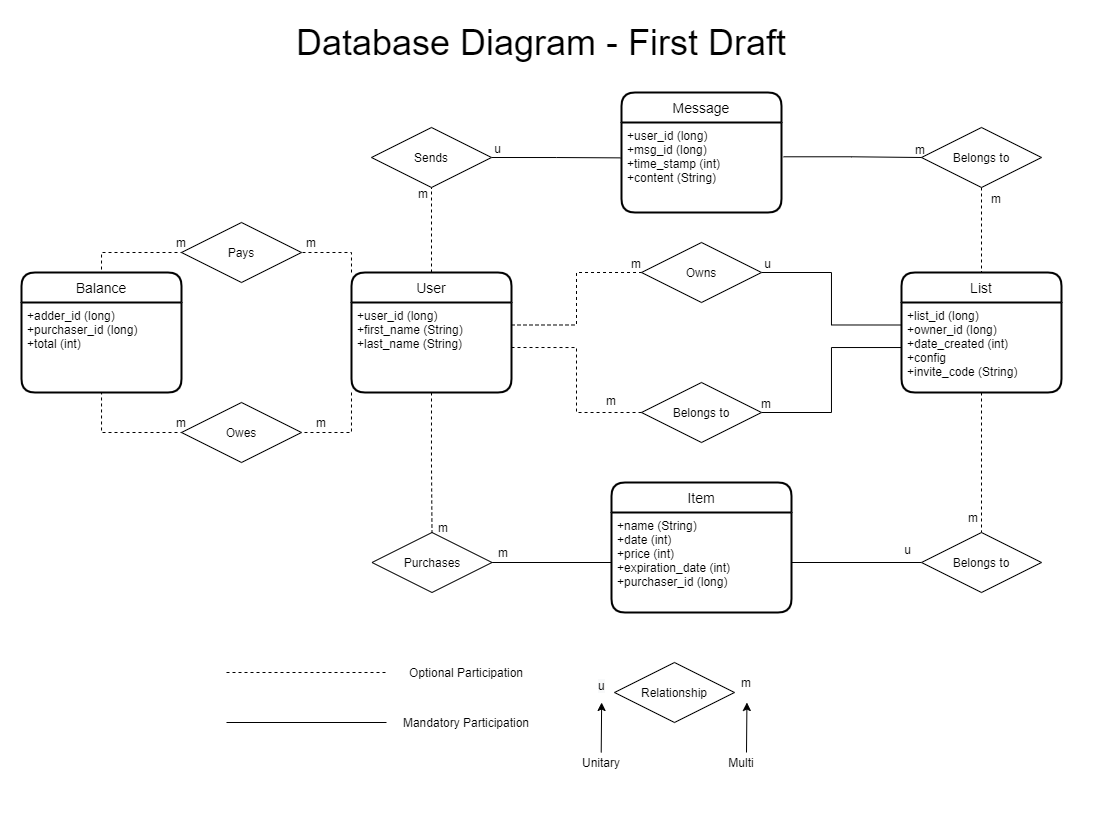 Database Diagram - First Draft
Message
+user_id (long)
+msg_id (long)
+time_stamp (int)
+content (String)
Sends
u
m
m
Belongs to
m
Pays
m
m
Owns
m
u
Balance
+adder_id (long)
+purchaser_id (long)
+total (int)
User
+user_id (long)
+first_name (String)
+last_name (String)
List
+list_id (long)
+owner_id (long)
+date_created (int)
+config
+invite_code (String)
Owes
m
m
Belongs to
m
m
Item
+name (String)
+date (int)
+price (int)
+expiration_date (int)
+purchaser_id (long)
m
Purchases
m
m
u
Belongs to
Optional Participation
Mandatory Participation
u
Relationship
m
Unitary
Multi